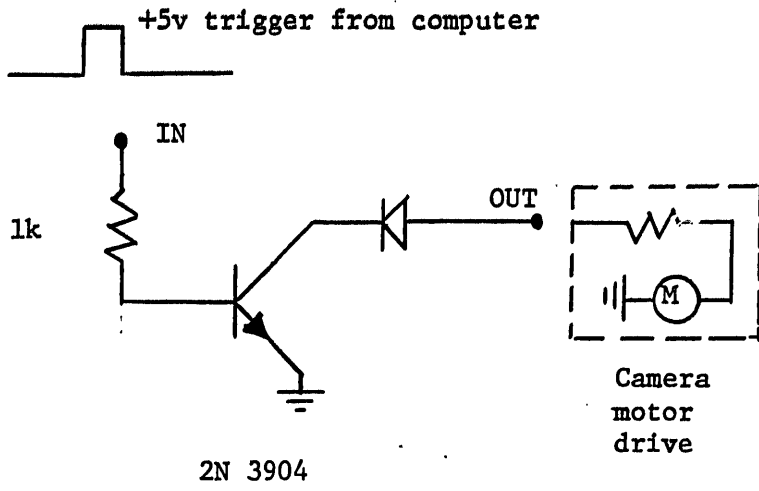 +5v trigger from computer
IN
1k
OUT
M
Camera
motor
drive
2N 3904